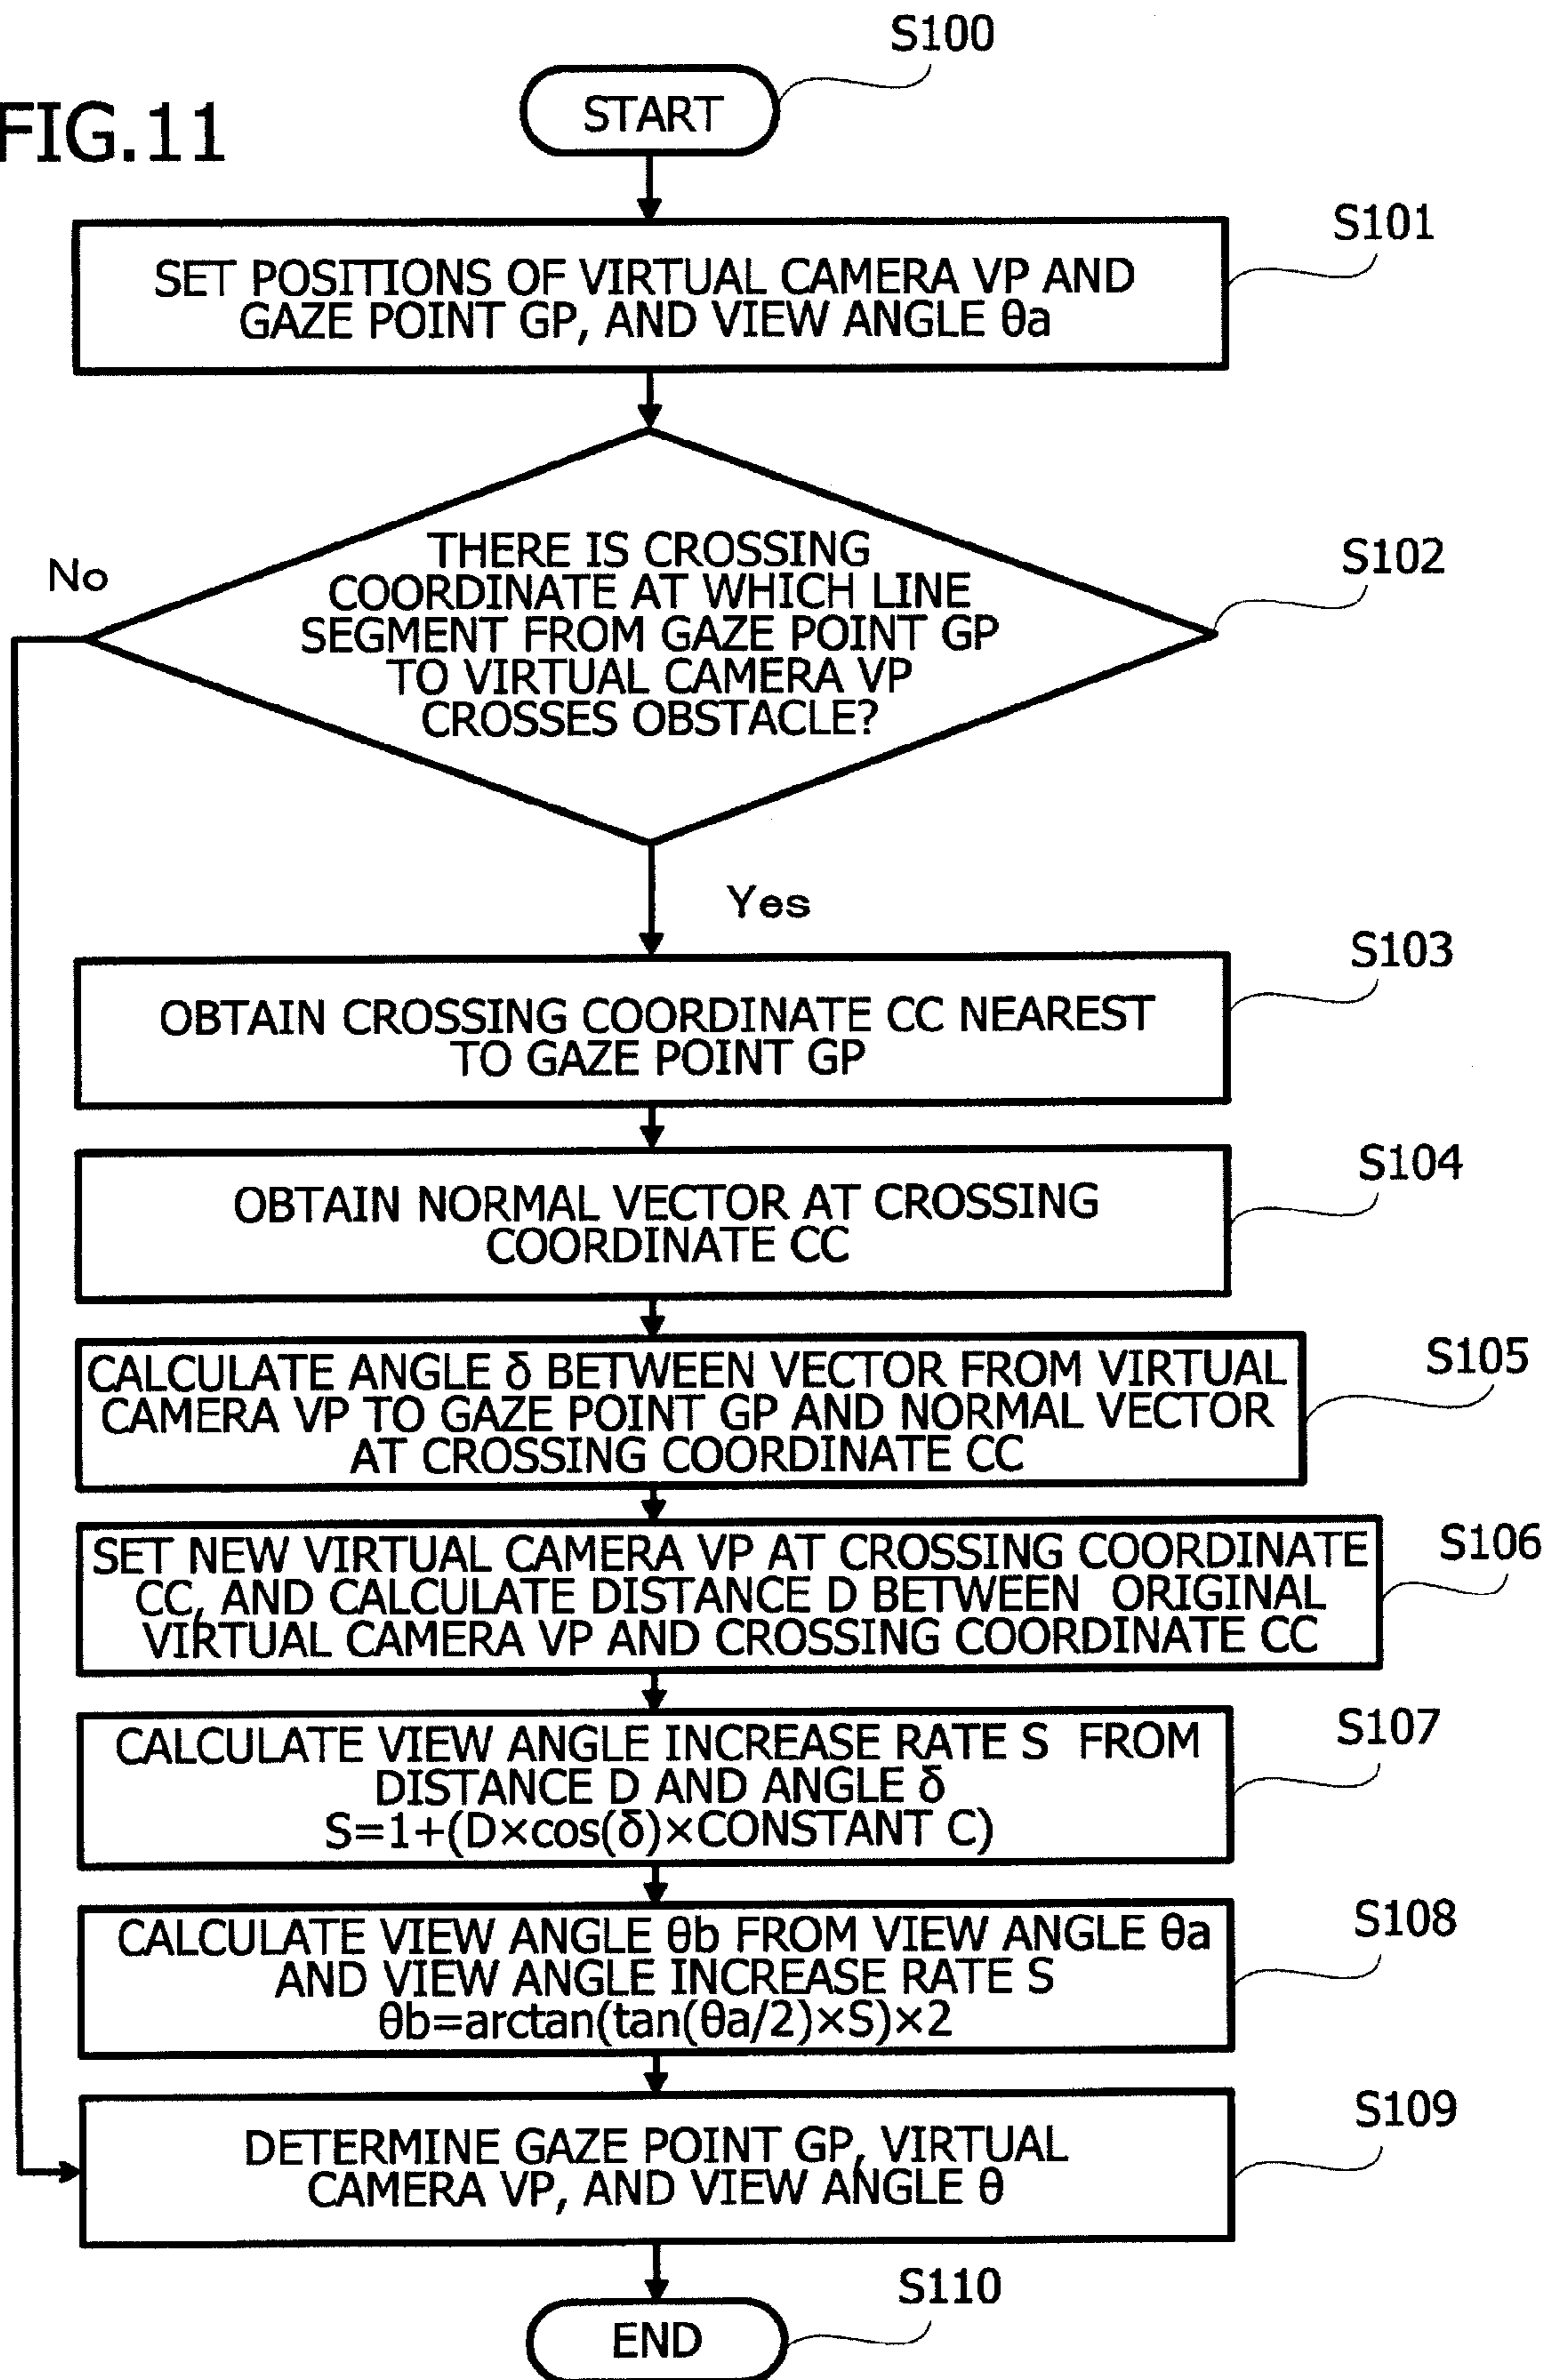 FIG.11
S100
START
S101
SET POSITIONS OF VIRTUAL CAMERA VP AND
GAZE POINT GP, AND VIEW ANGLE θa
S102
No
THERE IS CROSSING
COORDINATE AT WHICH LINE
SEGMENT FROM GAZE POINT GP
TO VIRTUAL CAMERA VP
CROSSES OBSTACLE?
Yes
S103
OBTAIN CROSSING COORDINATE CC NEAREST
TO GAZE POINT GP
S104
OBTAIN NORMAL VECTOR AT CROSSING
COORDINATE CC
S105
CALCULATE ANGLE δ BETWEEN VECTOR FROM VIRTUAL
CAMERA VP TO GAZE POINT GP AND NORMAL VECTOR
AT CROSSING COORDINATE CC
S106
SET NEW VIRTUAL CAMERA VP AT CROSSING COORDINATE
CC, AND CALCULATE DISTANCE D BETWEEN ORIGINAL
VIRTUAL CAMERA VP AND CROSSING COORDINATE CC
S107
CALCULATE VIEW ANGLE INCREASE RATE S FROM
DISTANCE D AND ANGLE δ
S=1+(D×cos(δ)×CONSTANT C)
S108
CALCULATE VIEW ANGLE θb FROM VIEW ANGLE θa
AND VIEW ANGLE INCREASE RATE S
θb=arctan(tan(θa/2)×S)×2
S109
DETERMINE GAZE POINT GP, VIRTUAL
CAMERA VP, AND VIEW ANGLE θ
S110
END